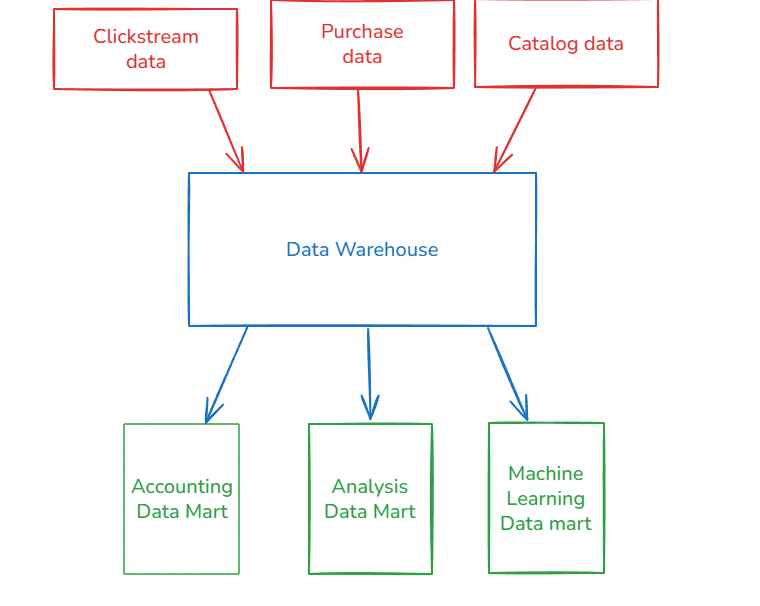 Clickstream
data
Purchase
data
Catalog data
Data Warehouse
Accounting
Data Mart
Analysis
Data Mart
Machine
Learning
Data mart